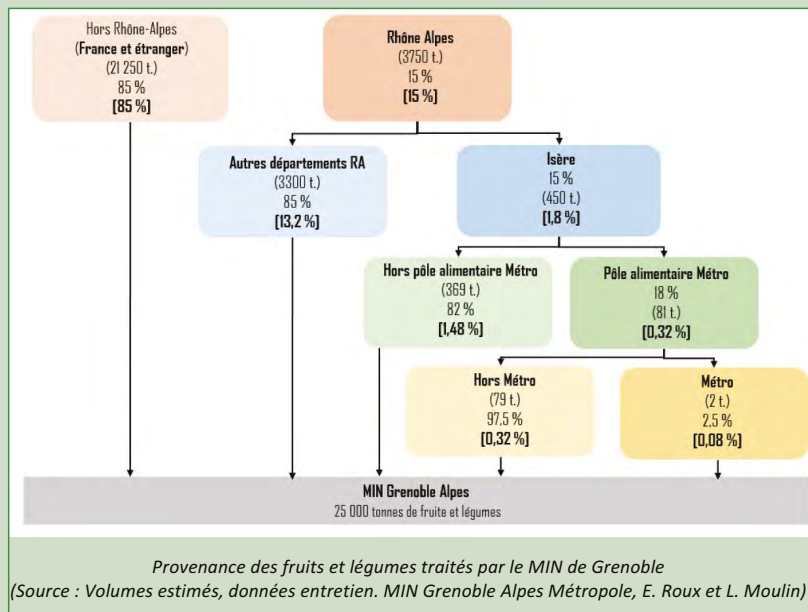 Hors Rhône-Alpes
(France et étranger)
(21 250 t.)
85 %
[85 %]
Rhône Alpes
(3750 t.)
15 %
[15 %]
Autres départements RA
(3300 t.)
85 %
[13,2 %]
Isère
15 %
(450 t.)
[1,8 %]
Hors pôle alimentaire Métro
(369 t.)
82 %
[1,48 %]
Pôle alimentaire Métro
18 %
(81 t.)
[0,32 %]
Hors Métro
(79 t.)
97,5 %
[0,32 %]
Métro
(2 t.)
2,5 %
[0,08 %]
MIN Grenoble Alpes
25 000 tonnes de fruite et légumes
Provenance des fruits et légumes traités par le MIN de Grenoble
(Source : Volumes estimés, données entretien. MIN Grenoble Alpes Métropole, E. Roux et L. Moulin)